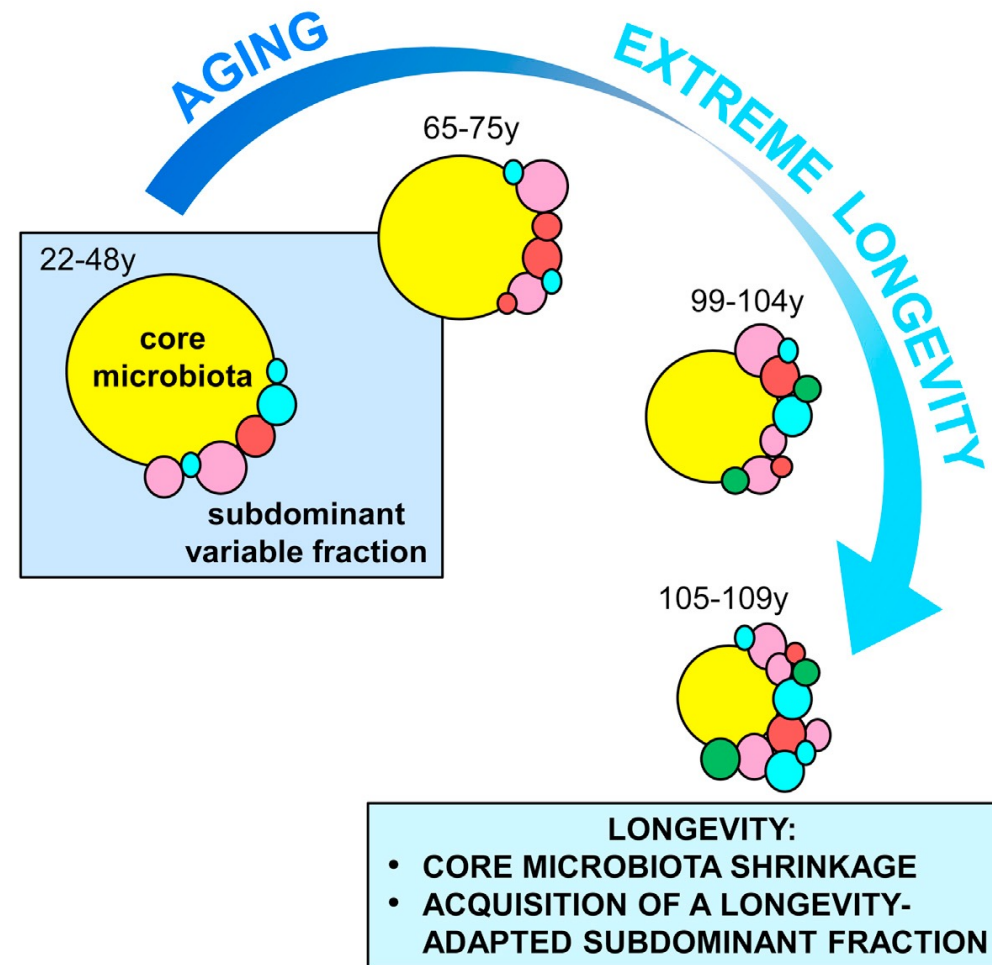 AGING
EXTREME LONGEVITY
65-75y
22-48y
core
microbiota
99-104y
subdominant
variable fraction
105-109y
LONGEVITY:
• CORE MICROBIOTA SHRINKAGE
• ACQUISITION OF A LONGEVITY-
ADAPTED SUBDOMINANT FRACTION